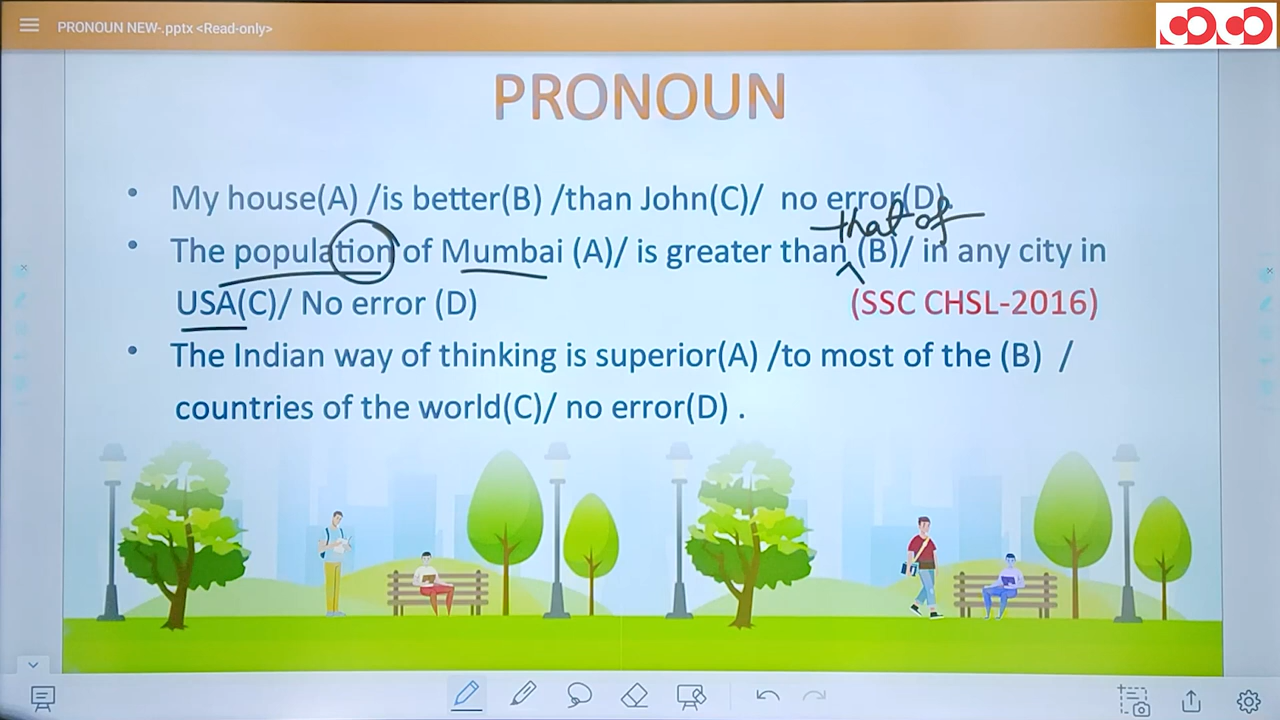 PRONOUN NEW-.pptx <Read-only>
PRONOUN
• My house(A) /is better(B) /than John(C)/ no error(D).
that of
• The population of Mumbai (A)/ is greater than (B)/ in any city in
USA(C)/ No error (D) (SSC CHSL-2016)
• The Indian way of thinking is superior(A) /to most of the (B) /
countries of the world(C)/ no error(D) .